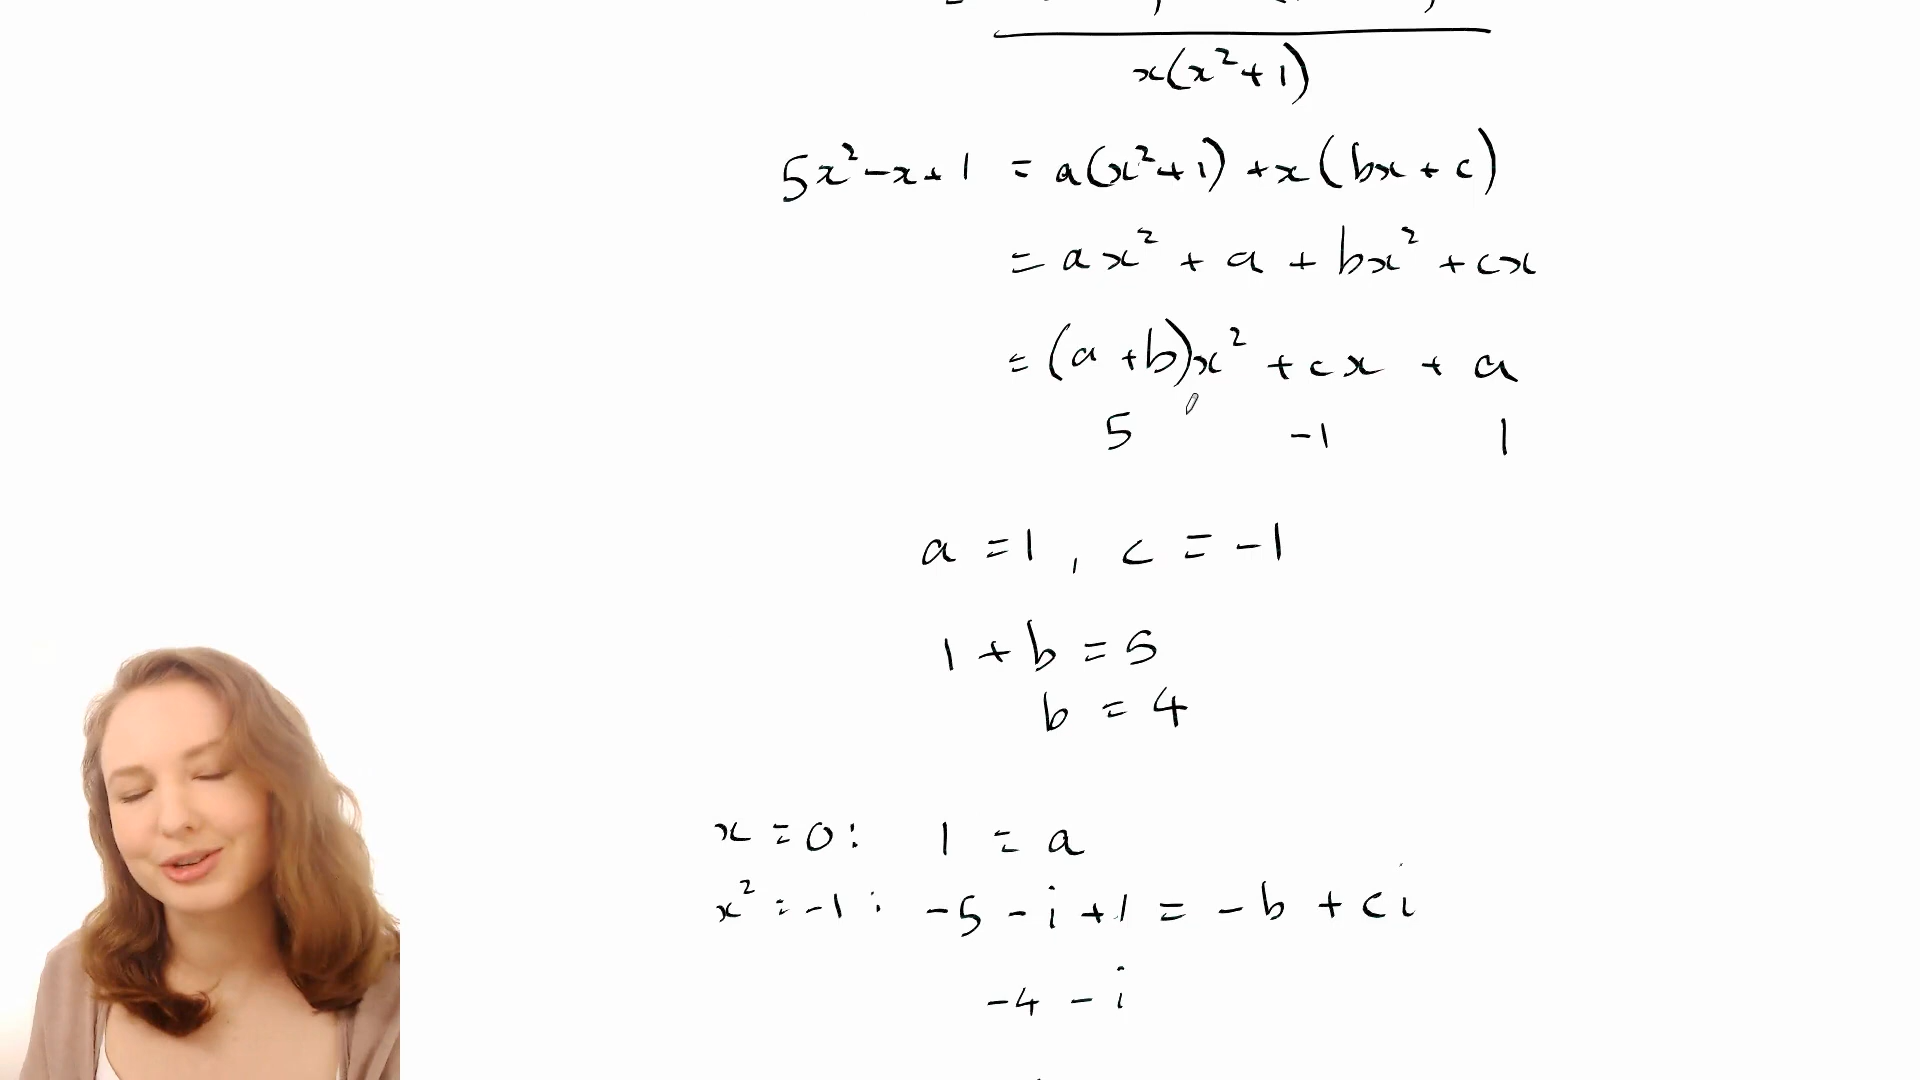 x(x²+1)
5x²-x+1 = a(x²+1) +x(bx+c)
= ax² + a + bx² + cx
= (a+b)x² + cx + a
5 -1 1
a = 1, c = -1
1 + b = 5
b = 4
x = 0: 1 = a
x² = -1: -5 - i + 1 = -b + ci
-4 - i